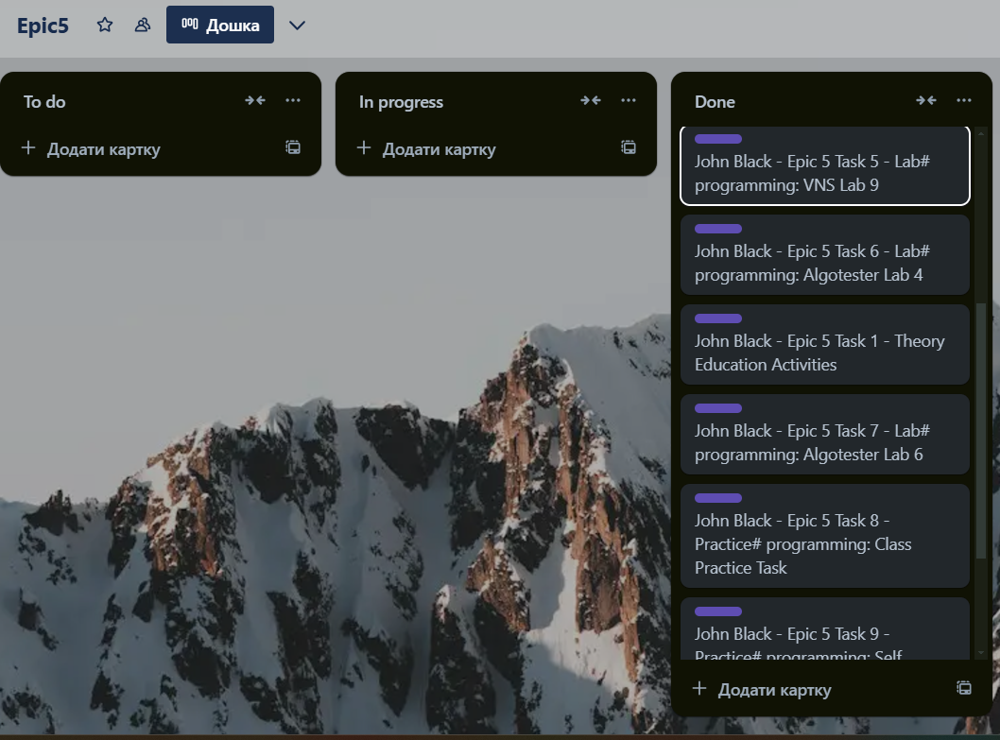 Epic5
Дошка
To do
Додати картку
In progress
Додати картку
Done
John Black - Epic 5 Task 5 - Lab#
programming: VNS Lab 9
John Black - Epic 5 Task 6 - Lab#
programming: Algotester Lab 4
John Black - Epic 5 Task 1 - Theory
Education Activities
John Black - Epic 5 Task 7 - Lab#
programming: Algotester Lab 6
John Black - Epic 5 Task 8 -
Practice# programming: Class
Practice Task
John Black - Epic 5 Task 9 -
Practice# programming: Self
Додати картку